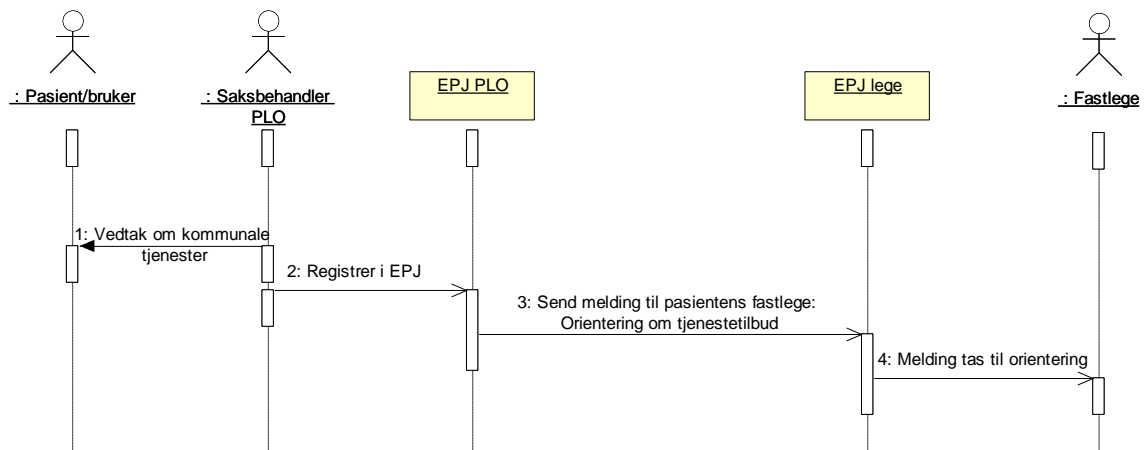 : Pasient/bruker
: Saksbehandler
PLO
EPJ PLO
EPJ lege
: Fastlege
1: Vedtak om kommunale
tjenester
2: Registrer i EPJ
3: Send melding til pasientens fastlege:
Orientering om tjenestetilbud
4: Melding tas til orientering